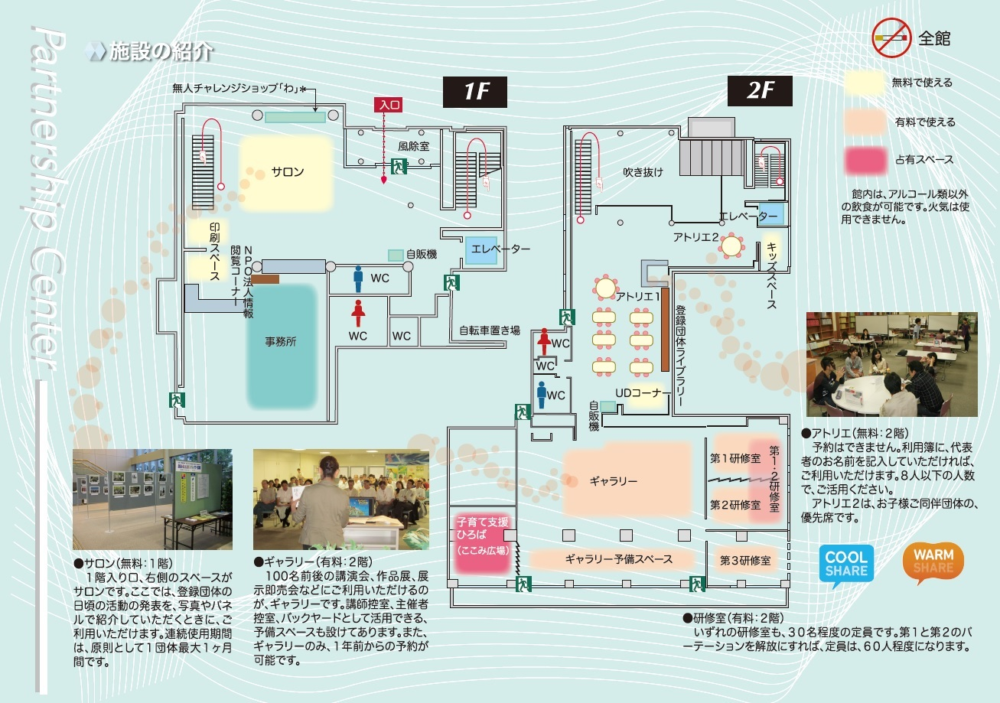 Partnership Center
施設の紹介
全館
無料で使える
有料で使える
占有スペース
館内は、アルコール類以外
の飲食が可能です。火気は使
用できません。
1F
無人チャレンジショップ「わ」*
入口
風除室
サロン
印刷スペース
NPO法人情報
閲覧コーナー
自販機
エレベーター
WC
WC
WC
事務所
自転車置き場
2F
吹き抜け
エレベーター
アトリエ2
キッズスペース
アトリエ1
登録団体ライブラリー
WC
WC
WC
UDコーナー
自販機
ギャラリー
第1研修室
第1・2研修室
第2研修室
子育て支援
ひろば
(ここみ広場)
ギャラリー予備スペース
第3研修室
●サロン(無料:1階)
1階入り口、右側のスペースが
サロンです。ここでは、登録団体の
日頃の活動の発表を、写真やパネ
ルで紹介していただくときに、ご
利用いただけます。連続使用期間
は、原則として1団体最大1ヶ月
間です。
●ギャラリー(有料:2階)
100名前後の講演会、作品展、展
示即売会などにご利用いただけるの
が、ギャラリーです。講師控室、主催者
控室、バックヤードとして活用できる、
予備スペースも設けてあります。また、
ギャラリーのみ、1年前からの予約が
可能です。
●アトリエ(無料:2階)
予約はできません。利用簿に、代表
者のお名前を記入していただければ、
ご利用いただけます。8人以下の人数
で、ご活用ください。
アトリエ2は、お子様ご同伴団体の、
優先席です。
COOL
SHARE
WARM
SHARE
●研修室(有料:2階)
いずれの研修室も、30名程度の定員です。第1と第2のパ
ーテーションを解放にすれば、定員は、60人程度になります。